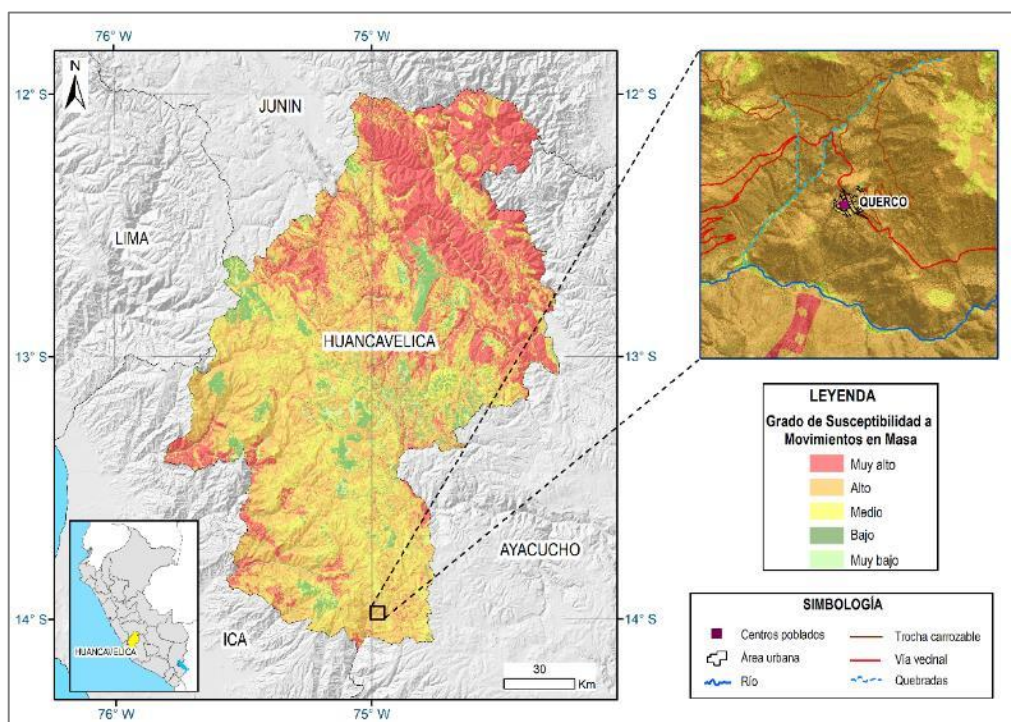 76° W
75° W
N
12° S
12° S
JUNIN
LIMA
QUERCO
HUANCAVELICA
13° S
13° S
AYACUCHO
ICA
14° S
14° S
HUANCAVELICA
30
Km
76° W
75° W
LEYENDA
Grado de Susceptibilidad a
Movimientos en Masa
Muy alto
Alto
Medio
Bajo
Muy bajo
SIMBOLOGÍA
Centros poblados
Trocha carrozable
Área urbana
Vía vecinal
Río
Quebradas